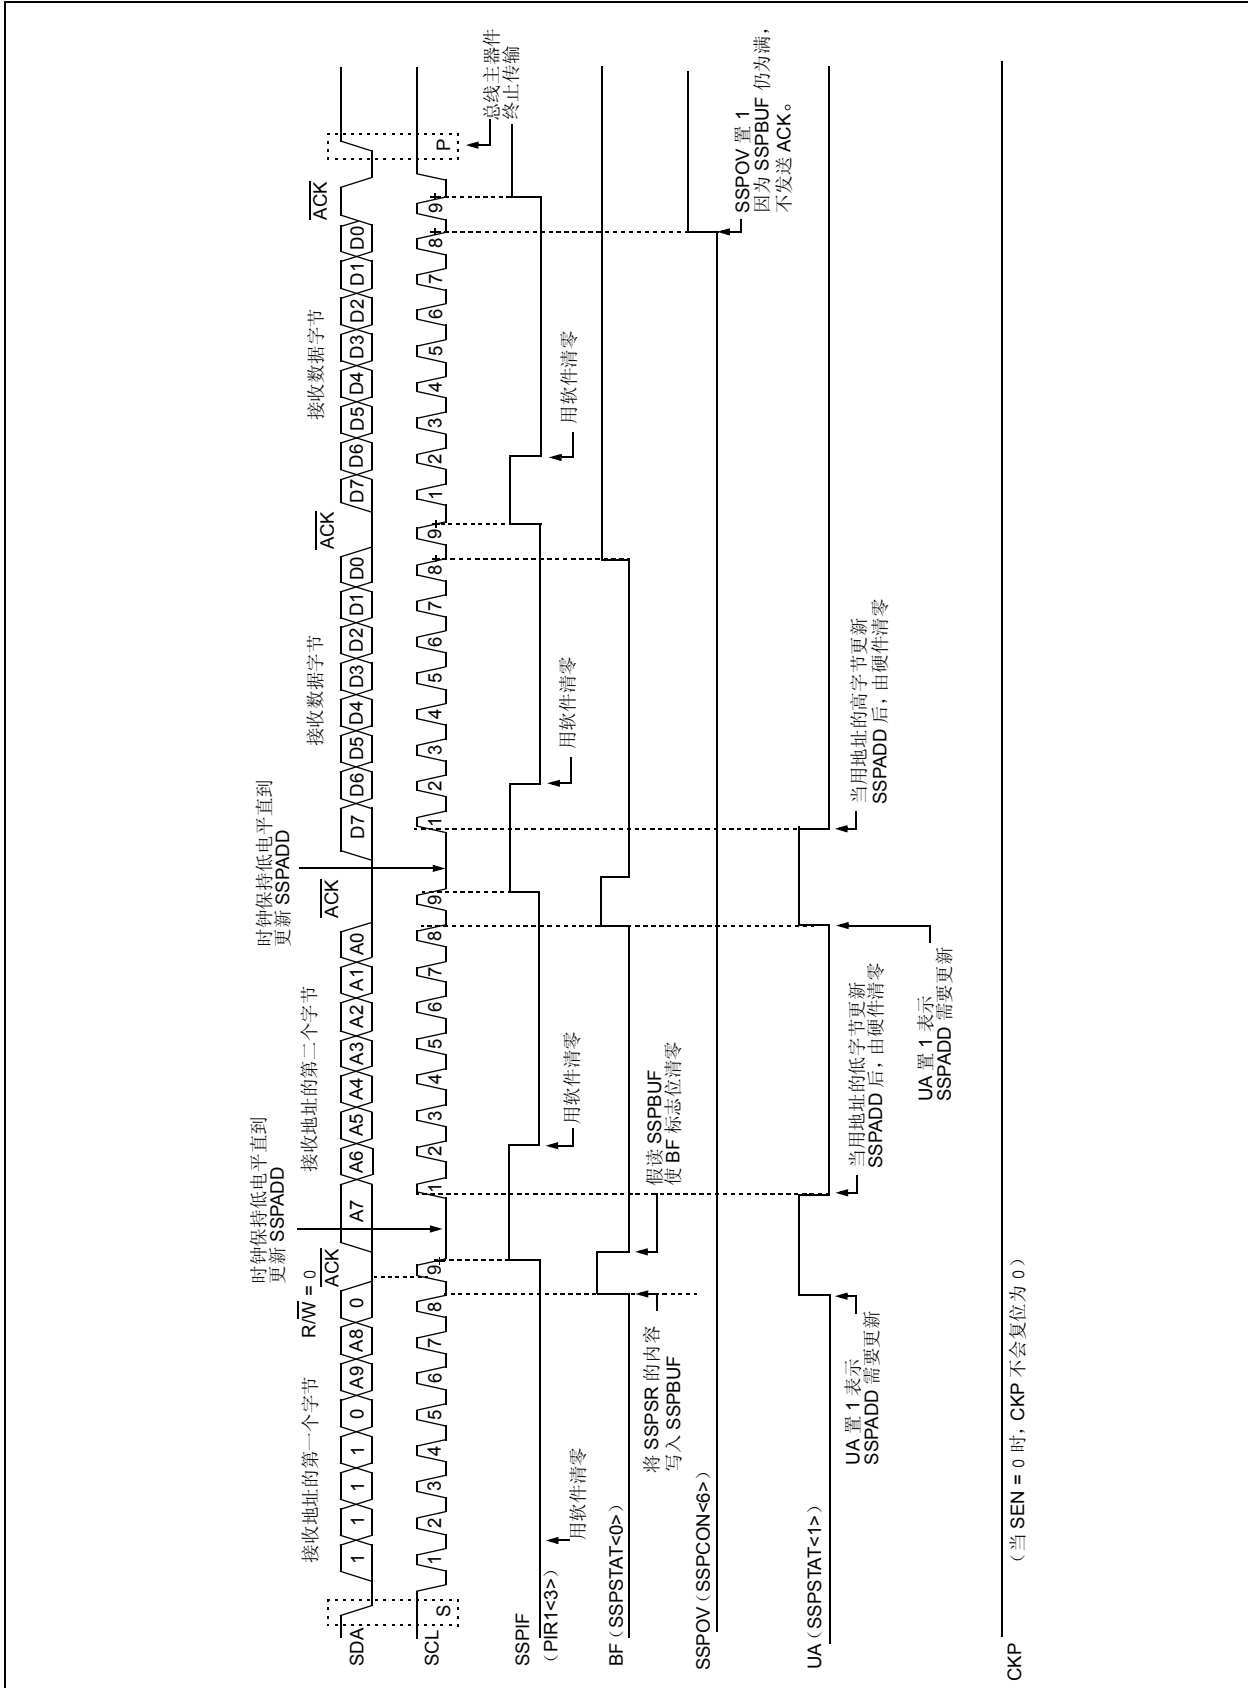 接收地址的第一个字节
R/W = 0
ACK
时钟保持低电平直到
更新 SSPADD
接收地址的第二个字节
ACK
时钟保持低电平直到
更新 SSPADD
接收数据字节
ACK
接收数据字节
ACK
SDA
1 1 1 1 0 A9 A8 0
A7 A6 A5 A4 A3 A2 A1 A0
D7 D6 D5 D4 D3 D2 D1 D0
D7 D6 D5 D4 D3 D2 D1 D0
SCL
S
1 2 3 4 5 6 7 8 9
1 2 3 4 5 6 7 8 9
1 2 3 4 5 6 7 8 9
1 2 3 4 5 6 7 8 9
P
总线主器件
终止传输
SSPIF
（PIR1<3>）
用软件清零
用软件清零
用软件清零
用软件清零
BF（SSPSTAT<0>）
将 SSPSR 的内容
写入 SSPBUF
假读 SSPBUF
使 BF 标志位清零
SSPOV（SSPCON<6>）
SSPOV 置 1
因为 SSPBUF 仍为满，
不发送 ACK。
UA（SSPSTAT<1>）
UA 置 1 表示
SSPADD 需要更新
当用地址的低字节更新
SSPADD 后，由硬件清零
UA 置 1 表示
SSPADD 需要更新
当用地址的高字节更新
SSPADD 后，由硬件清零
CKP
（当 SEN = 0 时，CKP 不会复位为 0）